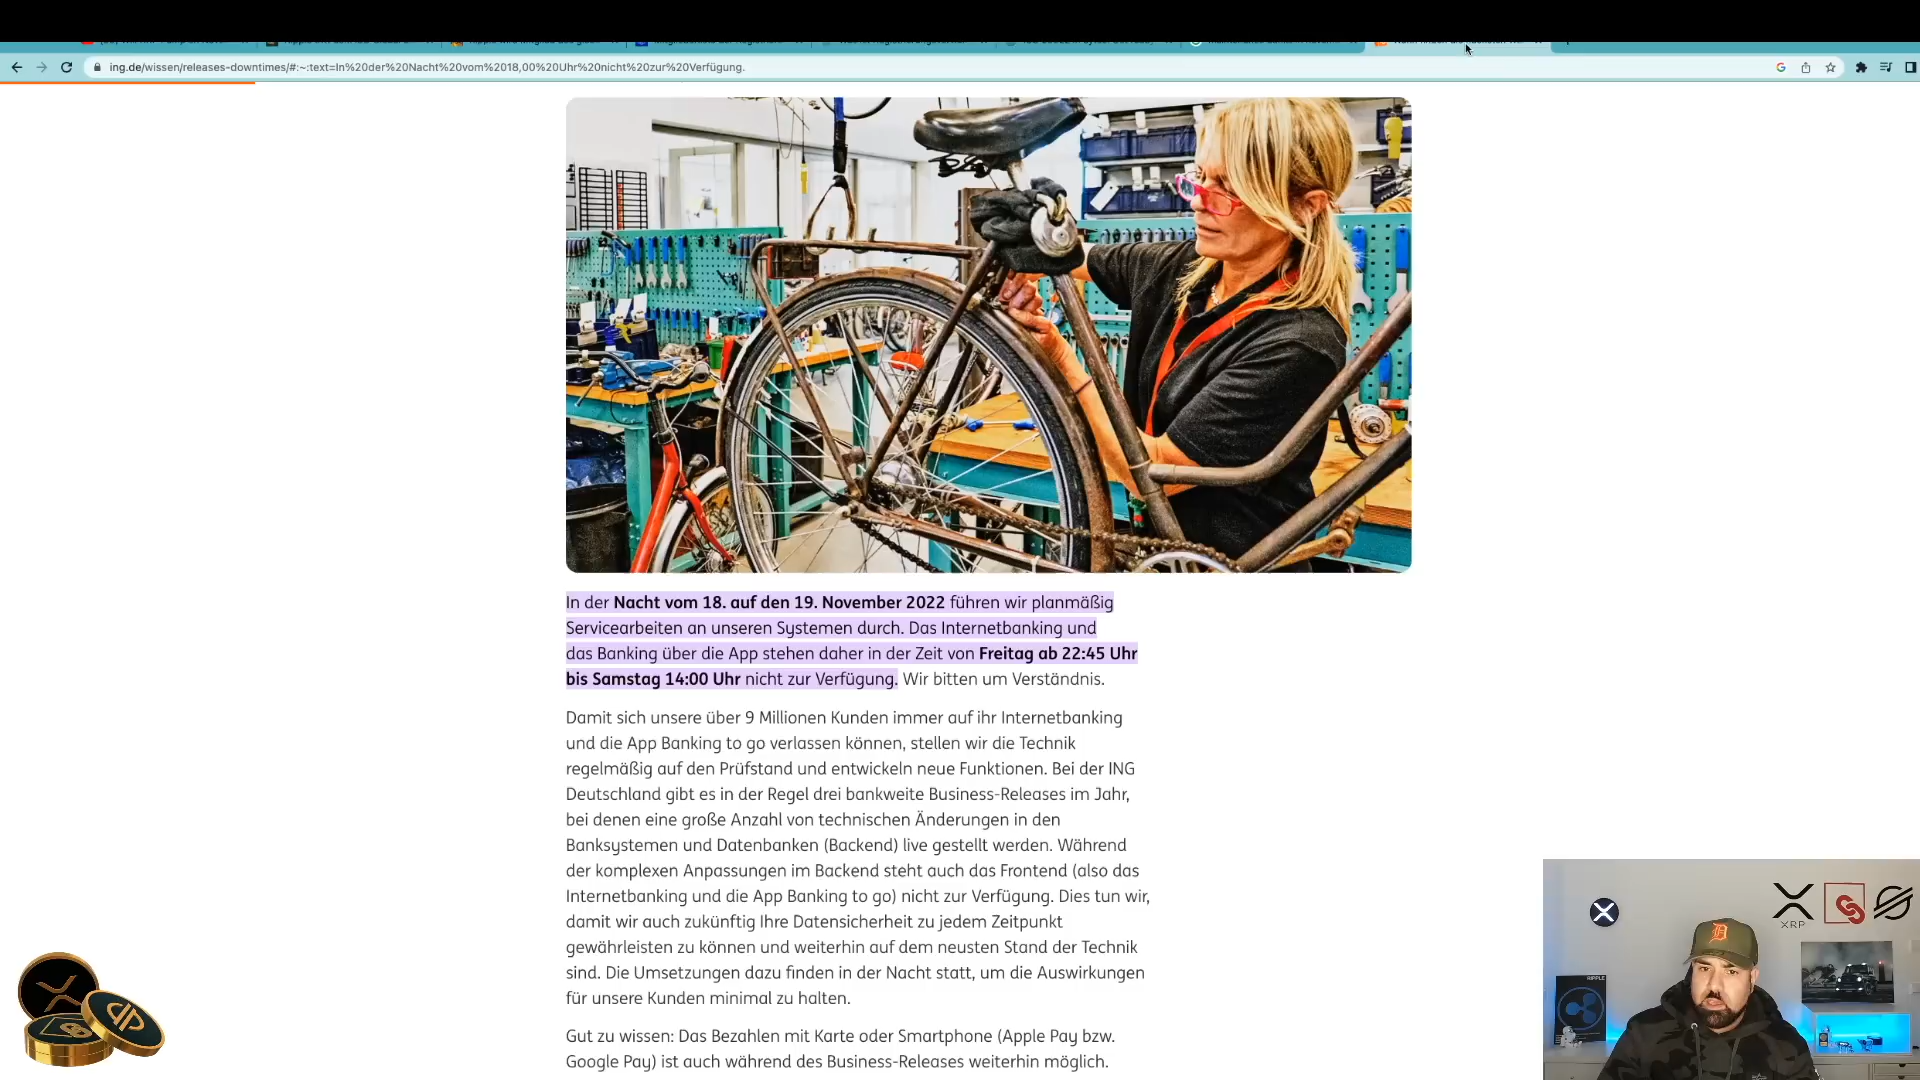 ing.de/wissen/releases-downtimes/#:~:text=In%20der%20Nacht%20vom%2018,00%20Uhr%20nicht%20zur%20Verfügung.
In der Nacht vom 18. auf den 19. November 2022 führen wir planmäßig
Servicearbeiten an unseren Systemen durch. Das Internetbanking und
das Banking über die App stehen daher in der Zeit von Freitag ab 22:45 Uhr
bis Samstag 14:00 Uhr nicht zur Verfügung. Wir bitten um Verständnis.
Damit sich unsere über 9 Millionen Kunden immer auf ihr Internetbanking
und die App Banking to go verlassen können, stellen wir die Technik
regelmäßig auf den Prüfstand und entwickeln neue Funktionen. Bei der ING
Deutschland gibt es in der Regel drei bankweite Business-Releases im Jahr,
bei denen eine große Anzahl von technischen Änderungen in den
Banksystemen und Datenbanken (Backend) live gestellt werden. Während
der komplexen Anpassungen im Backend steht auch das Frontend (also das
Internetbanking und die App Banking to go) nicht zur Verfügung. Dies tun wir,
damit wir auch zukünftig Ihre Datensicherheit zu jedem Zeitpunkt
gewährleisten zu können und weiterhin auf dem neusten Stand der Technik
sind. Die Umsetzungen dazu finden in der Nacht statt, um die Auswirkungen
für unsere Kunden minimal zu halten.
Gut zu wissen: Das Bezahlen mit Karte oder Smartphone (Apple Pay bzw.
Google Pay) ist auch während des Business-Releases weiterhin möglich.
XRP
RIPPLE